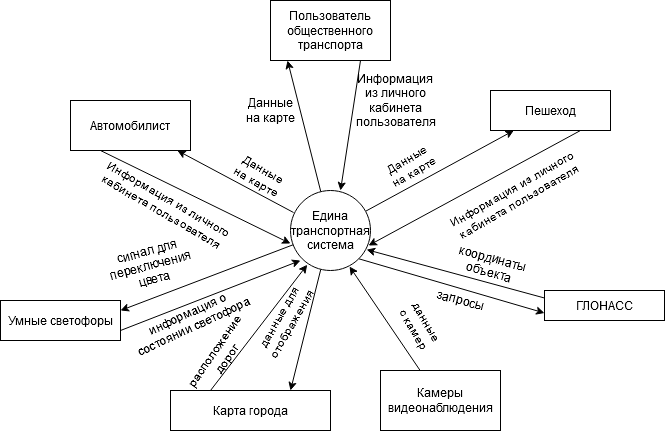 Пользователь
общественного
транспорта
Данные
на карте
Информация
из личного
кабинета
пользователя
Автомобилист
Пешеход
Данные
на карте
Данные
на карте
Информация из личного
кабинета пользователя
Информация из личного
кабинета пользователя
Едина
транспортная
система
сигнал для
переключения
цвета
координаты
объекта
запросы
Умные светофоры
информация о
состоянии светофора
ГЛОНАСС
расположение
дорог
данные для
отображения
данные
о камер
Карта города
Камеры
видеонаблюдения